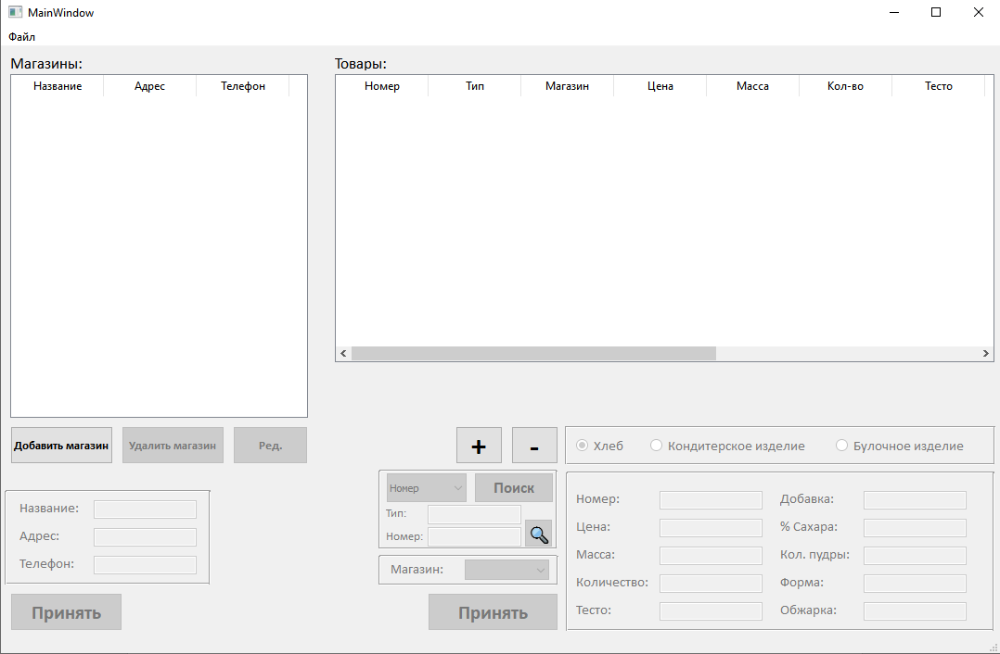 MainWindow
Файл
Магазины:
Название Адрес Телефон
Товары:
Номер Тип Магазин Цена Масса Кол-во Тесто
Добавить магазин Удалить магазин Ред.
Название:
Адрес:
Телефон:
Принять
+ -
Номер Поиск
Тип:
Номер:
Магазин:
Принять
Хлеб Кондитерское изделие Булочное изделие
Номер: Добавка:
Цена: % Сахара:
Масса: Кол. пудры:
Количество: Форма:
Тесто: Обжарка: